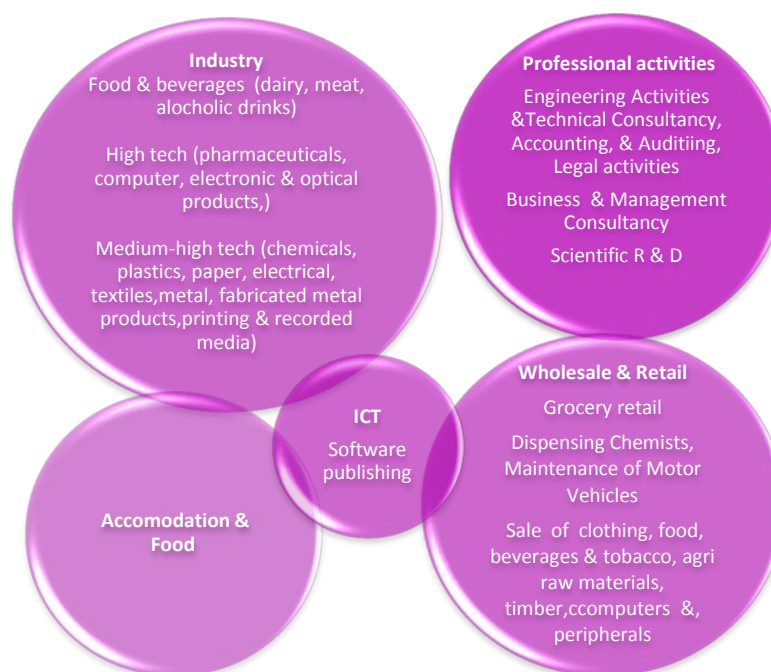 Industry
Food & beverages (dairy, meat,
alocholic drinks)
High tech (pharmaceuticals,
computer, electronic & optical
products,)
Medium-high tech (chemicals,
plastics, paper, electrical,
textiles,metal, fabricated metal
products,printing & recorded
media)
Professional activities
Engineering Activities
&Technical Consultancy,
Accounting, & Auditiing,
Legal activities
Business & Management
Consultancy
Scientific R & D
ICT
Software
publishing
Wholesale & Retail
Grocery retail
Dispensing Chemists,
Maintenance of Motor
Vehicles
Sale of clothing, food,
beverages & tobacco, agri
raw materials,
timber,ccomputers &,
peripherals
Accomodation &
Food